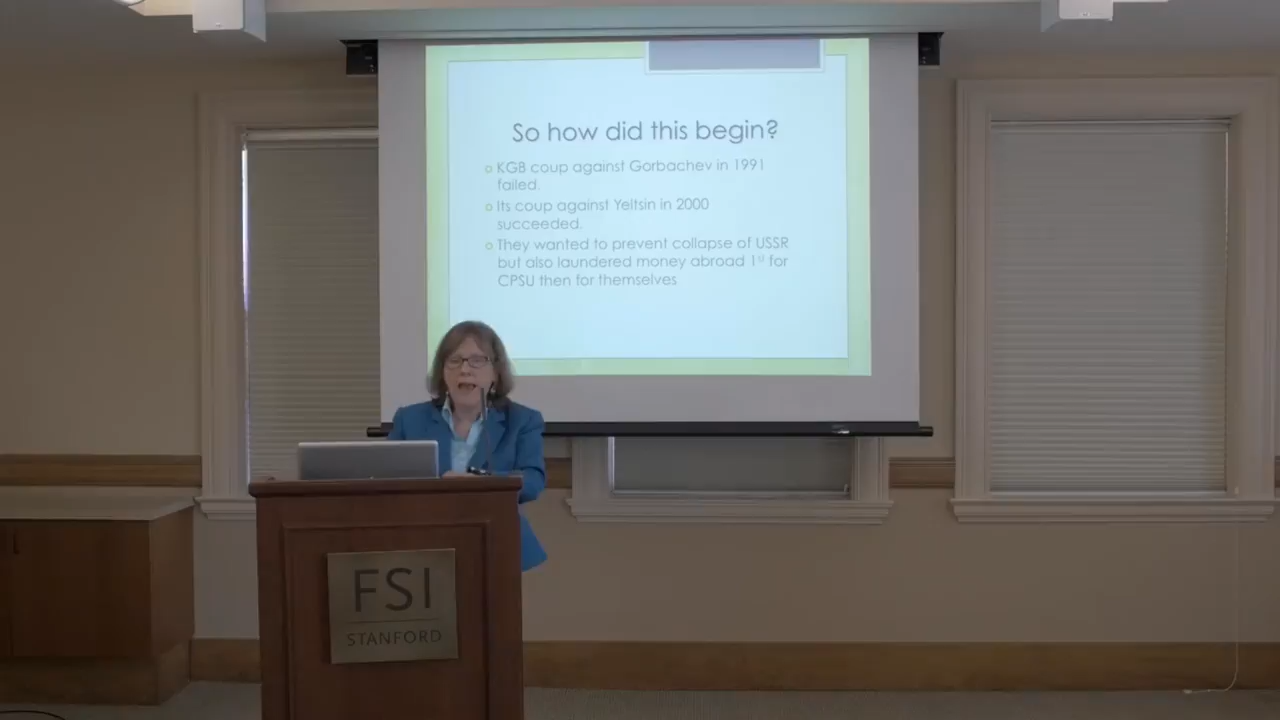 So how did this begin?
KGB coup against Gorbachev in 1991
failed.
Its coup against Yeltsin in 2000
succeeded.
They wanted to prevent collapse of USSR
but also laundered money abroad 1st for
CPSU then for themselves
FSI
STANFORD